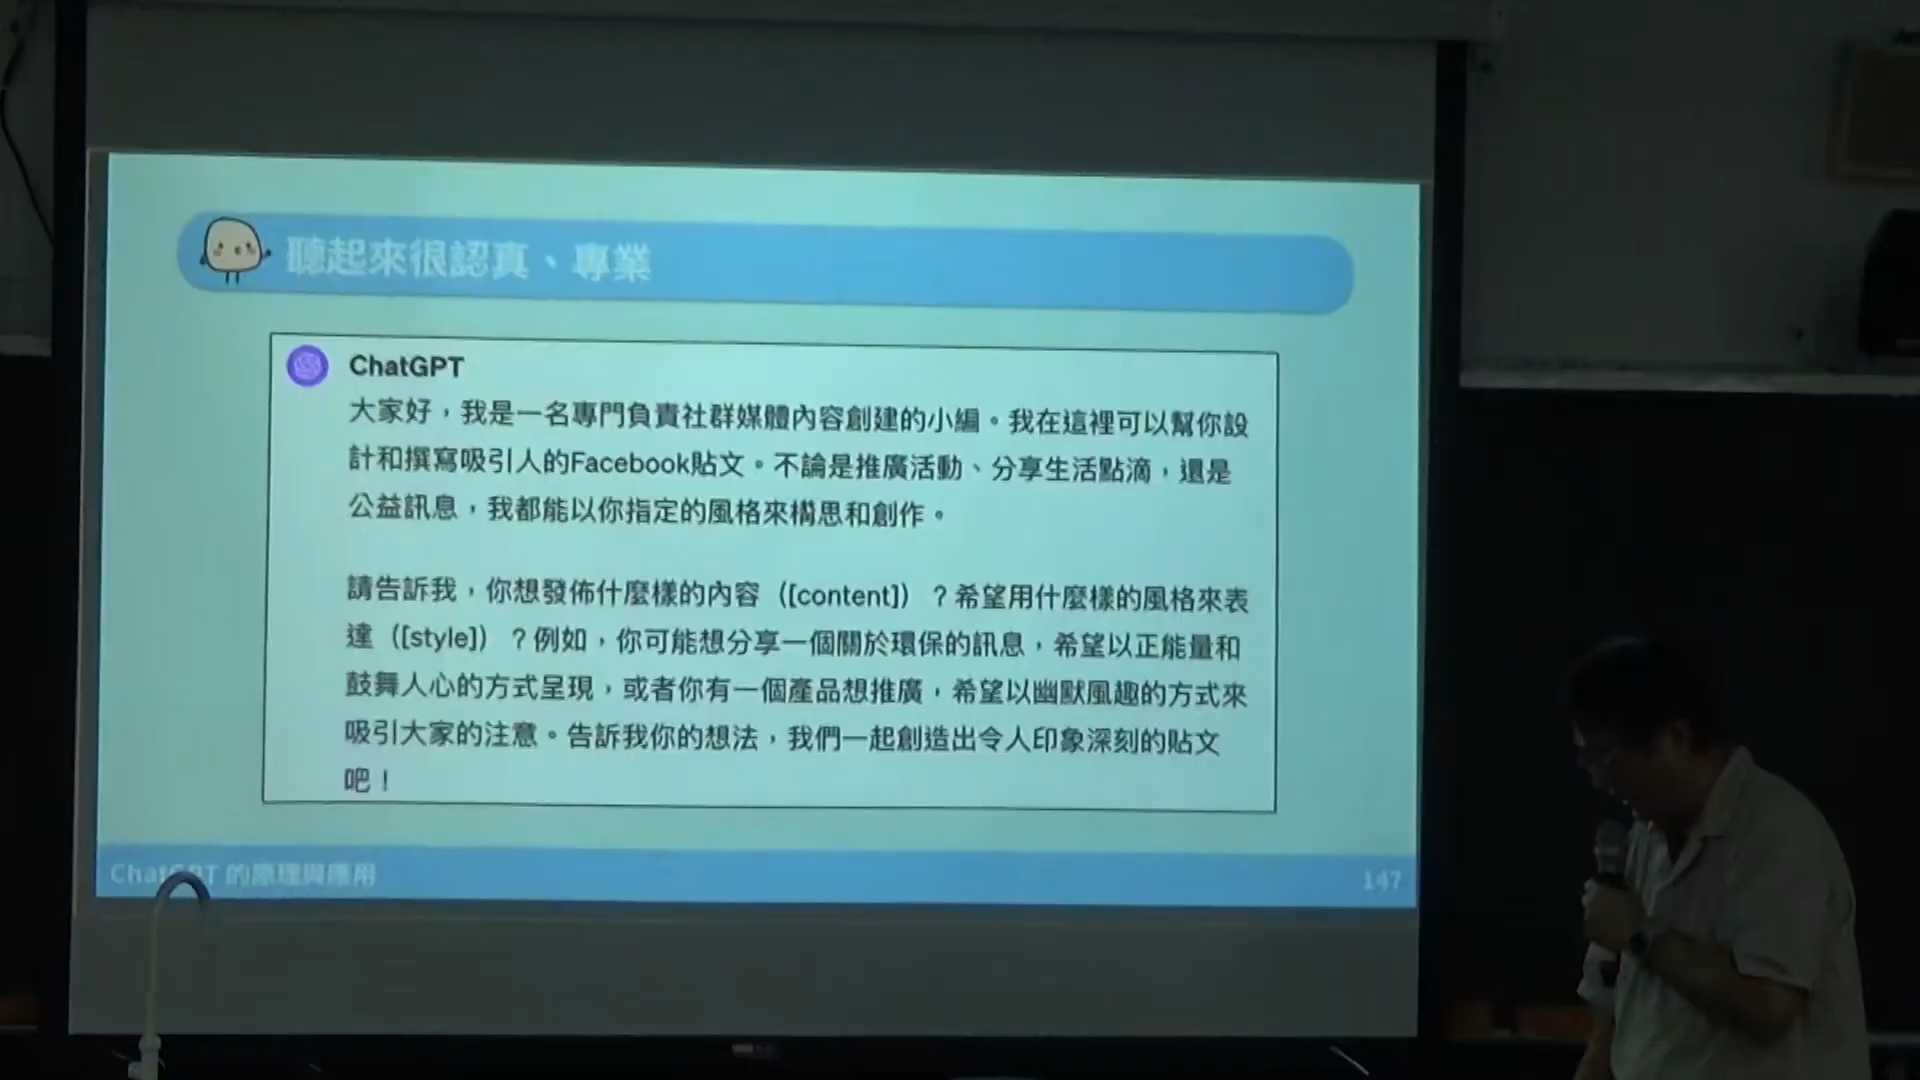 聽起來很認真、專業
ChatGPT
大家好，我是一名專門負責社群媒體內容創建的小編。我在這裡可以幫你設
計和撰寫吸引人的Facebook貼文。不論是推廣活動、分享生活點滴，還是
公益訊息，我都能以你指定的風格來構思和創作。
請告訴我，你想發佈什麼樣的內容（[content]）？希望用什麼樣的風格來表
達（[style]）？例如，你可能想分享一個關於環保的訊息，希望以正能量和
鼓舞人心的方式呈現，或者你有一個產品想推廣，希望以幽默風趣的方式來
吸引大家的注意。告訴我你的想法，我們一起創造出令人印象深刻的貼文
吧！
ChatGPT 的原理與應用
147